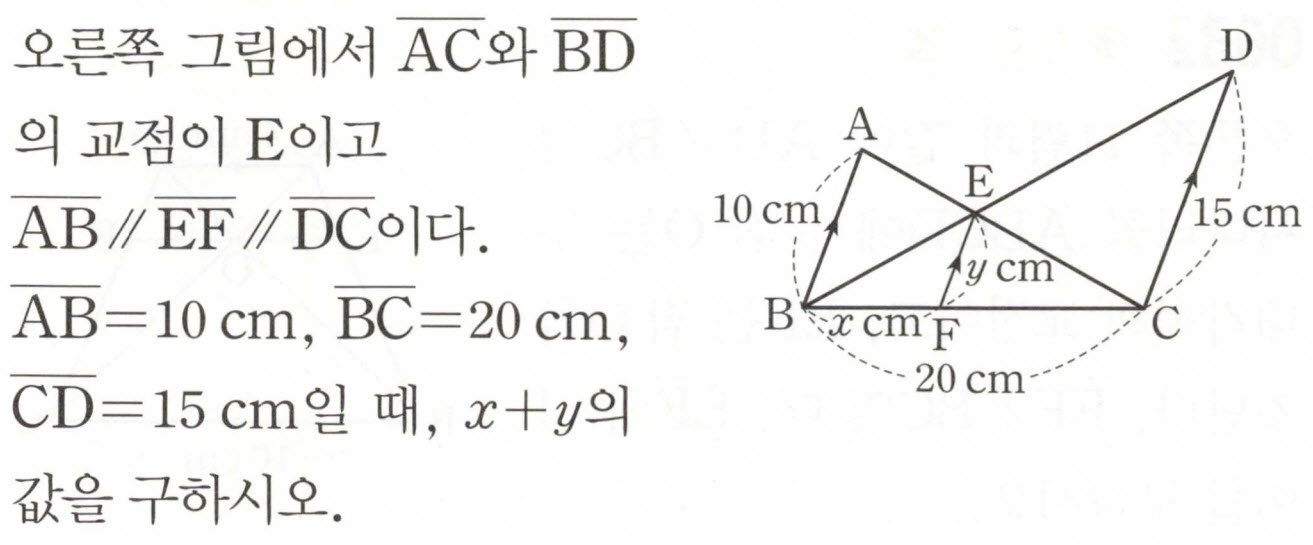 오른쪽 그림에서 $\overline{AC}$와 $\overline{BD}$
의 교점이 E이고
$\overline{AB}$∥$\overline{EF}$∥$\overline{DC}$이다.
$\overline{AB}$=10 cm, $\overline{BC}$=20 cm,
$\overline{CD}$=15 cm일 때, x+y의
값을 구하시오.
D
A
E
10 cm
15 cm
y cm
B
x cm
F
C
20 cm